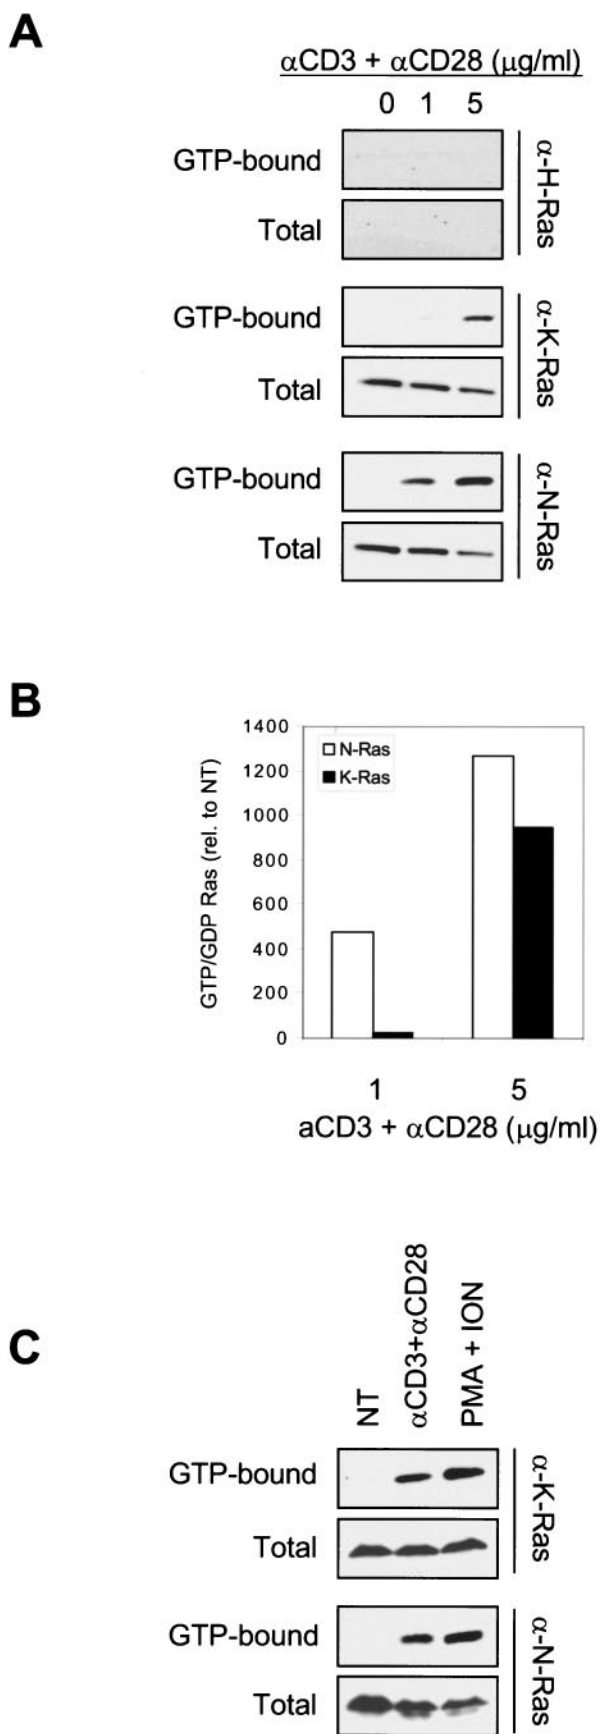 A
αCD3 + αCD28 (μg/ml)
0 1 5
GTP-bound
Total
α-H-Ras
GTP-bound
Total
α-K-Ras
GTP-bound
Total
α-N-Ras
B
GTP/GDP Ras (rel. to NT)
1400
1200
1000
800
600
400
200
0
N-Ras
K-Ras
1 5
aCD3 + αCD28 (μg/ml)
C
NT
αCD3+αCD28
PMA + ION
GTP-bound
Total
α-K-Ras
GTP-bound
Total
α-N-Ras